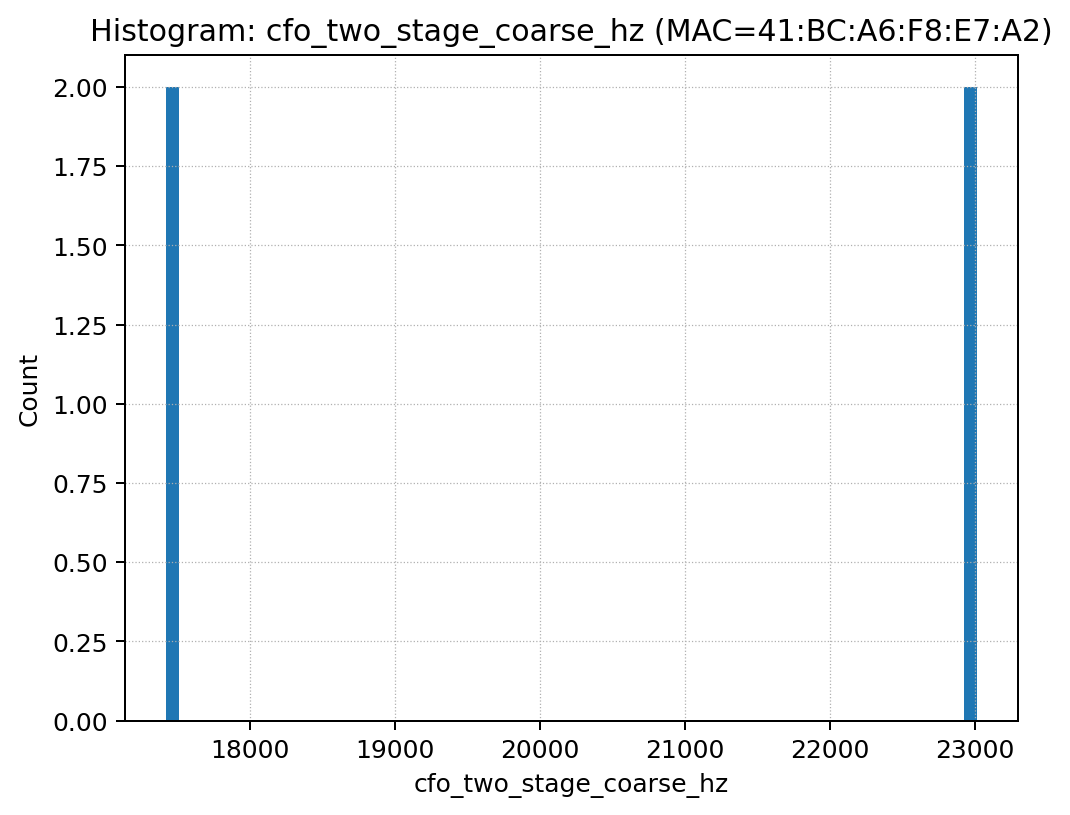 Histogram: cfo_two_stage_coarse_hz (MAC=41:BC:A6:F8:E7:A2)
2.00
1.75
1.50
1.25
1.00
0.75
0.50
0.25
0.00
Count
18000 19000 20000 21000 22000 23000
cfo_two_stage_coarse_hz